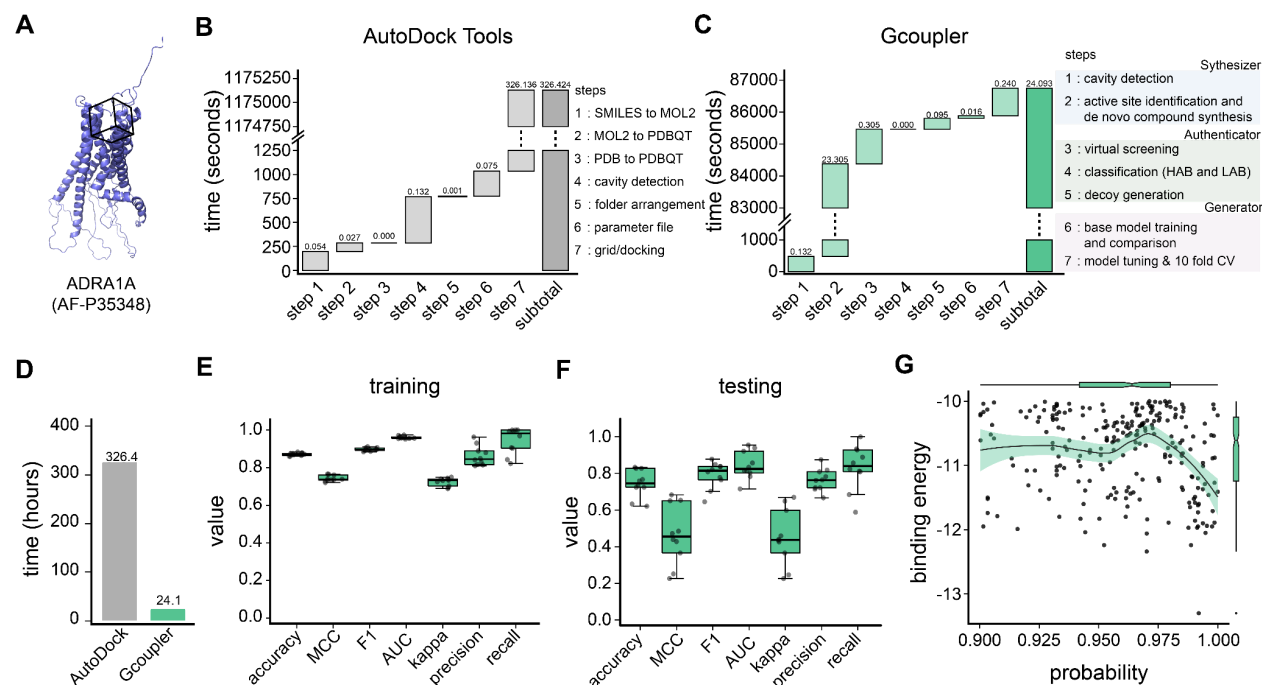 A
ADRA1A
(AF-P35348)
B
AutoDock Tools
time (seconds)
1175250
1175000
1174750
1250
1000
750
500
250
0
0.054
0.027
0.000
0.132
0.001
0.075
326.136
326.424
step 1
step 2
step 3
step 4
step 5
step 6
step 7
subtotal
steps
1 : SMILES to MOL2
2 : MOL2 to PDBQT
3 : PDB to PDBQT
4 : cavity detection
5 : folder arrangement
6 : parameter file
7 : grid/docking
C
Gcoupler
time (seconds)
87000
86000
85000
84000
83000
1000
0
0.132
23.305
0.305
0.000
0.095
0.016
0.240
24.093
step 1
step 2
step 3
step 4
step 5
step 6
step 7
subtotal
steps
Sythesizer
1 : cavity detection
2 : active site identification and
de novo compound synthesis
Authenticator
3 : virtual screening
4 : classification (HAB and LAB)
5 : decoy generation
Generator
6 : base model training
and comparison
7 : model tuning & 10 fold CV
D
time (hours)
400
300
200
100
0
326.4
24.1
AutoDock
Gcoupler
E
training
value
1.0
0.8
0.6
0.4
0.2
0.0
accuracy
MCC
F1
AUC
kappa
precision
recall
F
testing
value
1.0
0.8
0.6
0.4
0.2
0.0
accuracy
MCC
F1
AUC
kappa
precision
recall
G
binding energy
-10
-11
-12
-13
0.900
0.925
0.950
0.975
1.000
probability